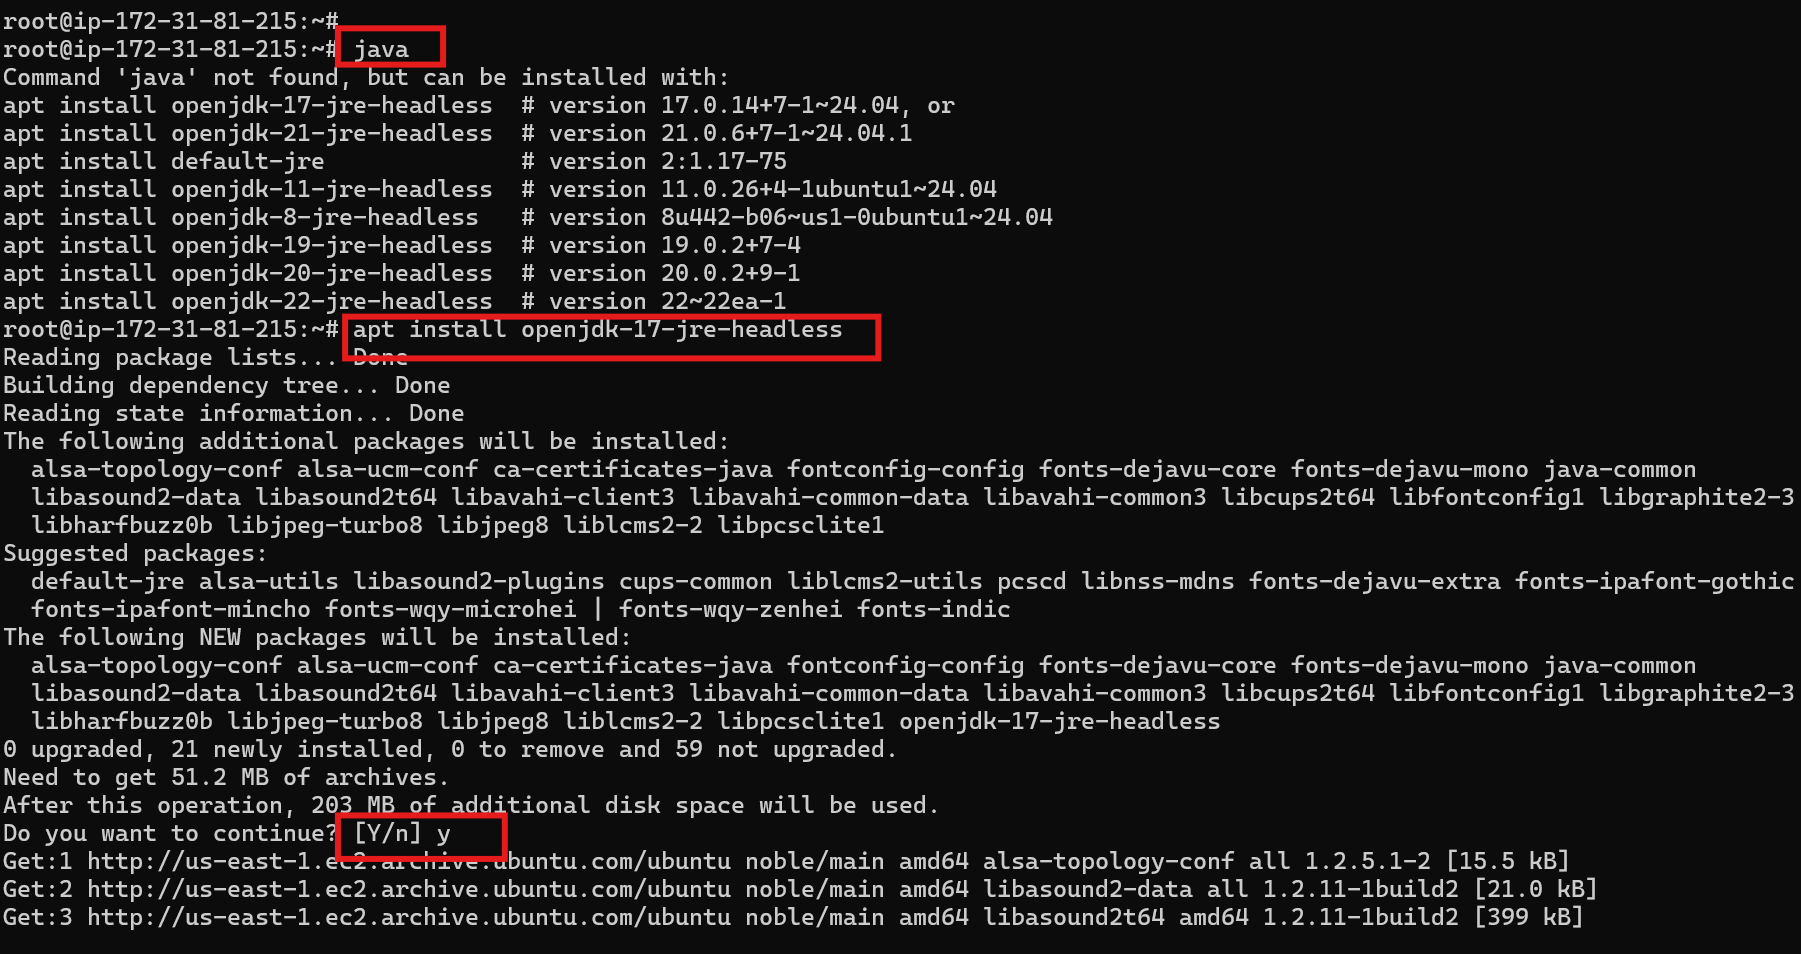 root@ip-172-31-81-215:~#
root@ip-172-31-81-215:~# java
Command 'java' not found, but can be installed with:
apt install openjdk-17-jre-headless  # version 17.0.14+7-1~24.04, or
apt install openjdk-21-jre-headless  # version 21.0.6+7-1~24.04.1
apt install default-jre              # version 2:1.17-75
apt install openjdk-11-jre-headless  # version 11.0.26+4-1ubuntu1~24.04
apt install openjdk-8-jre-headless   # version 8u442-b06~us1-0ubuntu1~24.04
apt install openjdk-19-jre-headless  # version 19.0.2+7-4
apt install openjdk-20-jre-headless  # version 20.0.2+9-1
apt install openjdk-22-jre-headless  # version 22~22ea-1
root@ip-172-31-81-215:~# apt install openjdk-17-jre-headless
Reading package lists... Done
Building dependency tree... Done
Reading state information... Done
The following additional packages will be installed:
  alsa-topology-conf alsa-ucm-conf ca-certificates-java fontconfig-config fonts-dejavu-core fonts-dejavu-mono java-common
  libasound2-data libasound2t64 libavahi-client3 libavahi-common-data libavahi-common3 libcups2t64 libfontconfig1 libgraphite2-3
  libharfbuzz0b libjpeg-turbo8 libjpeg8 liblcms2-2 libpcsclite1
Suggested packages:
  default-jre alsa-utils libasound2-plugins cups-common liblcms2-utils pcscd libnss-mdns fonts-dejavu-extra fonts-ipafont-gothic
  fonts-ipafont-mincho fonts-wqy-microhei | fonts-wqy-zenhei fonts-indic
The following NEW packages will be installed:
  alsa-topology-conf alsa-ucm-conf ca-certificates-java fontconfig-config fonts-dejavu-core fonts-dejavu-mono java-common
  libasound2-data libasound2t64 libavahi-client3 libavahi-common-data libavahi-common3 libcups2t64 libfontconfig1 libgraphite2-3
  libharfbuzz0b libjpeg-turbo8 libjpeg8 liblcms2-2 libpcsclite1 openjdk-17-jre-headless
0 upgraded, 21 newly installed, 0 to remove and 59 not upgraded.
Need to get 51.2 MB of archives.
After this operation, 203 MB of additional disk space will be used.
Do you want to continue? [Y/n] y
Get:1 http://us-east-1.ec2.archive.ubuntu.com/ubuntu noble/main amd64 alsa-topology-conf all 1.2.5.1-2 [15.5 kB]
Get:2 http://us-east-1.ec2.archive.ubuntu.com/ubuntu noble/main amd64 libasound2-data all 1.2.11-1build2 [21.0 kB]
Get:3 http://us-east-1.ec2.archive.ubuntu.com/ubuntu noble/main amd64 libasound2t64 amd64 1.2.11-1build2 [399 kB]